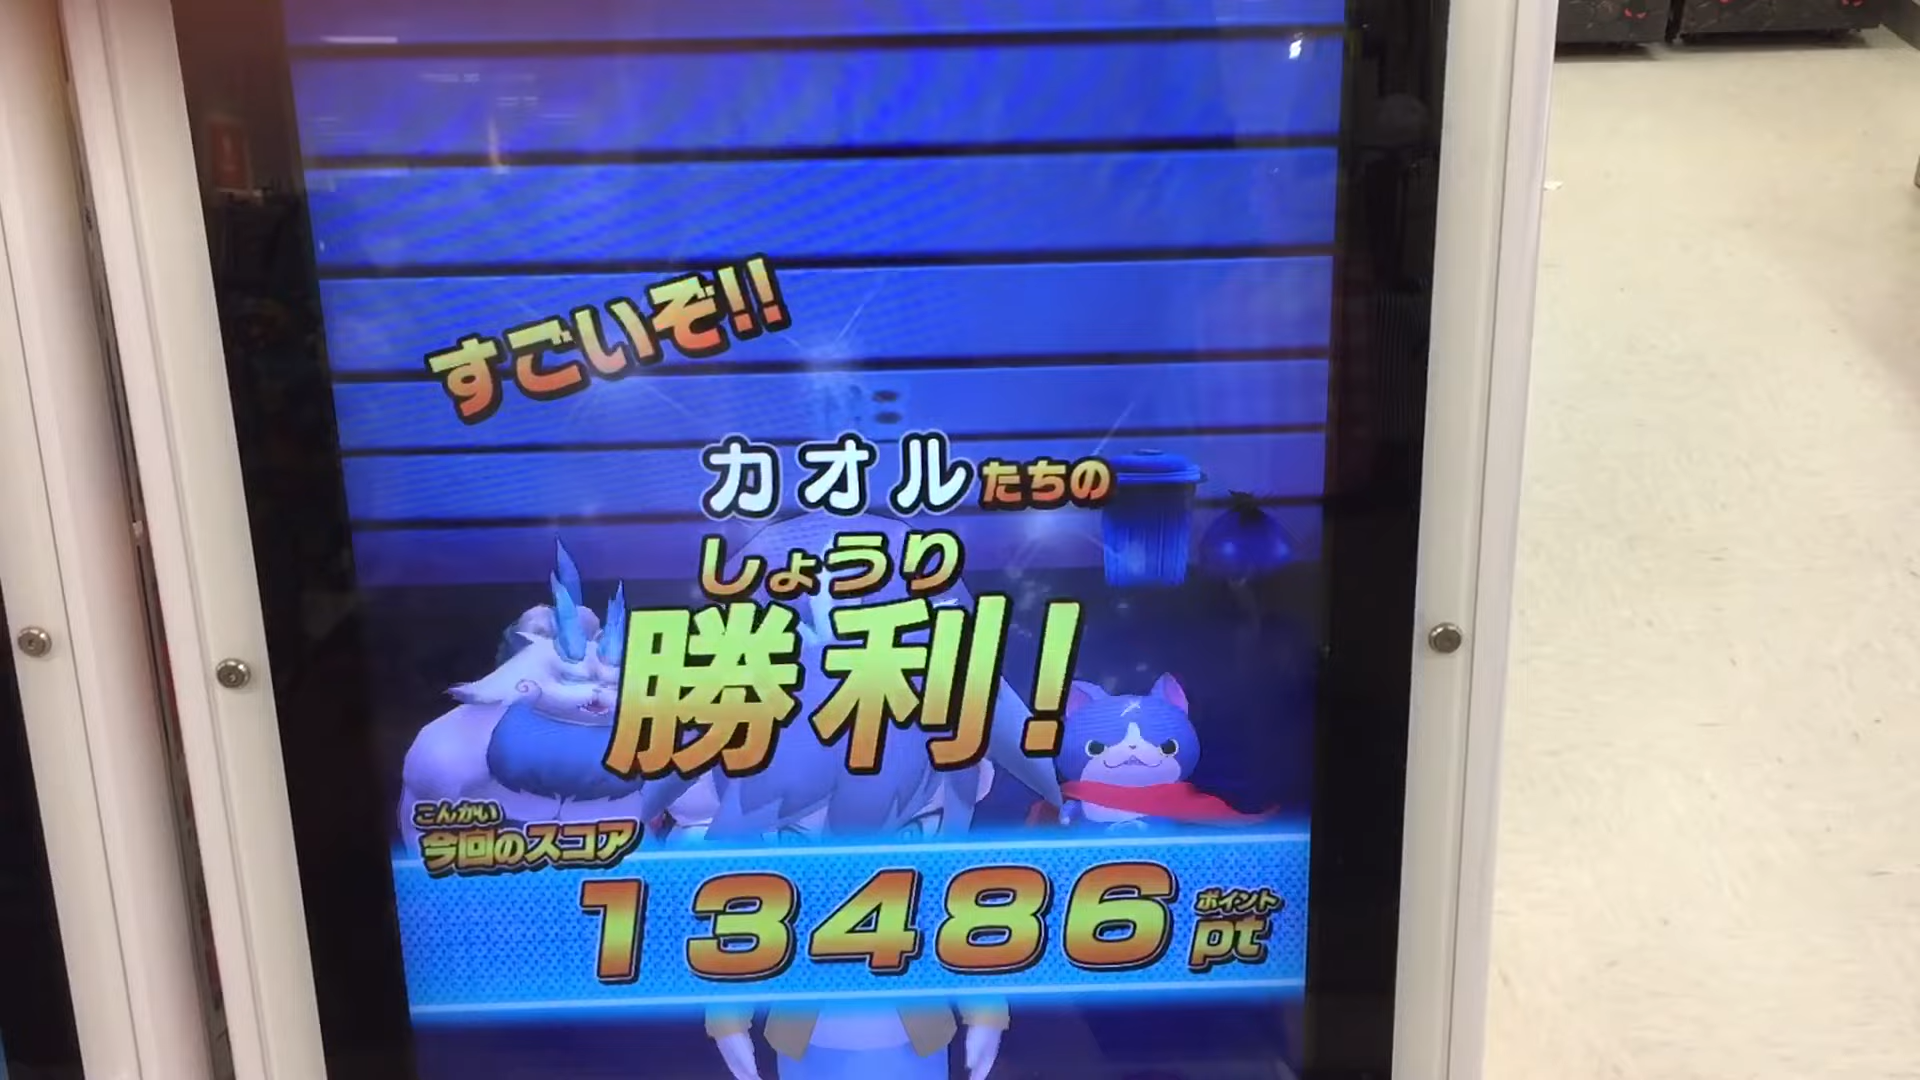 すごいぞ!!
カオルたちの
しょうり
勝利!
こんかい
今回のスコア
13486
ポイント
pt